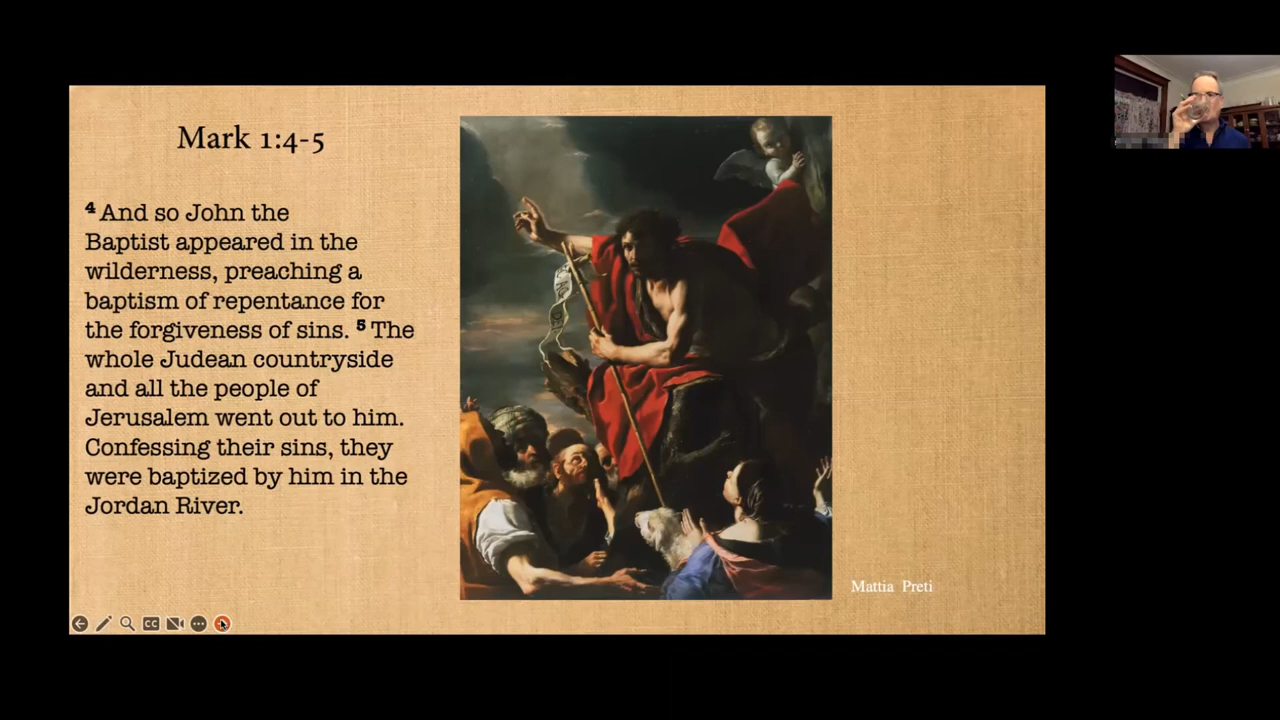 Mark 1:4-5
4 And so John the
Baptist appeared in the
wilderness, preaching a
baptism of repentance for
the forgiveness of sins. 5 The
whole Judean countryside
and all the people of
Jerusalem went out to him.
Confessing their sins, they
were baptized by him in the
Jordan River.
Mattia Preti
CC